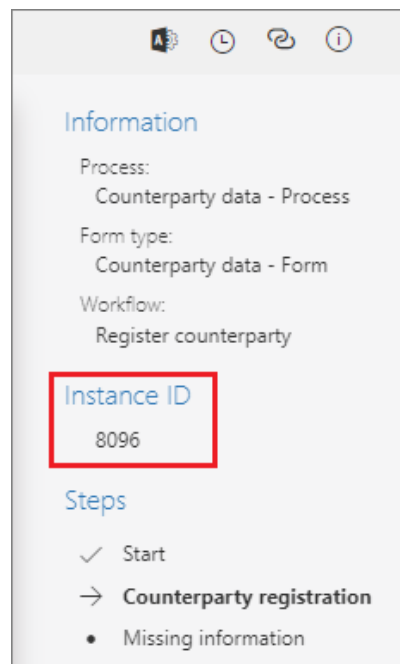 Information
Process:
Counterparty data - Process
Form type:
Counterparty data - Form
Workflow:
Register counterparty
Instance ID
8096
Steps
Start
Counterparty registration
Missing information